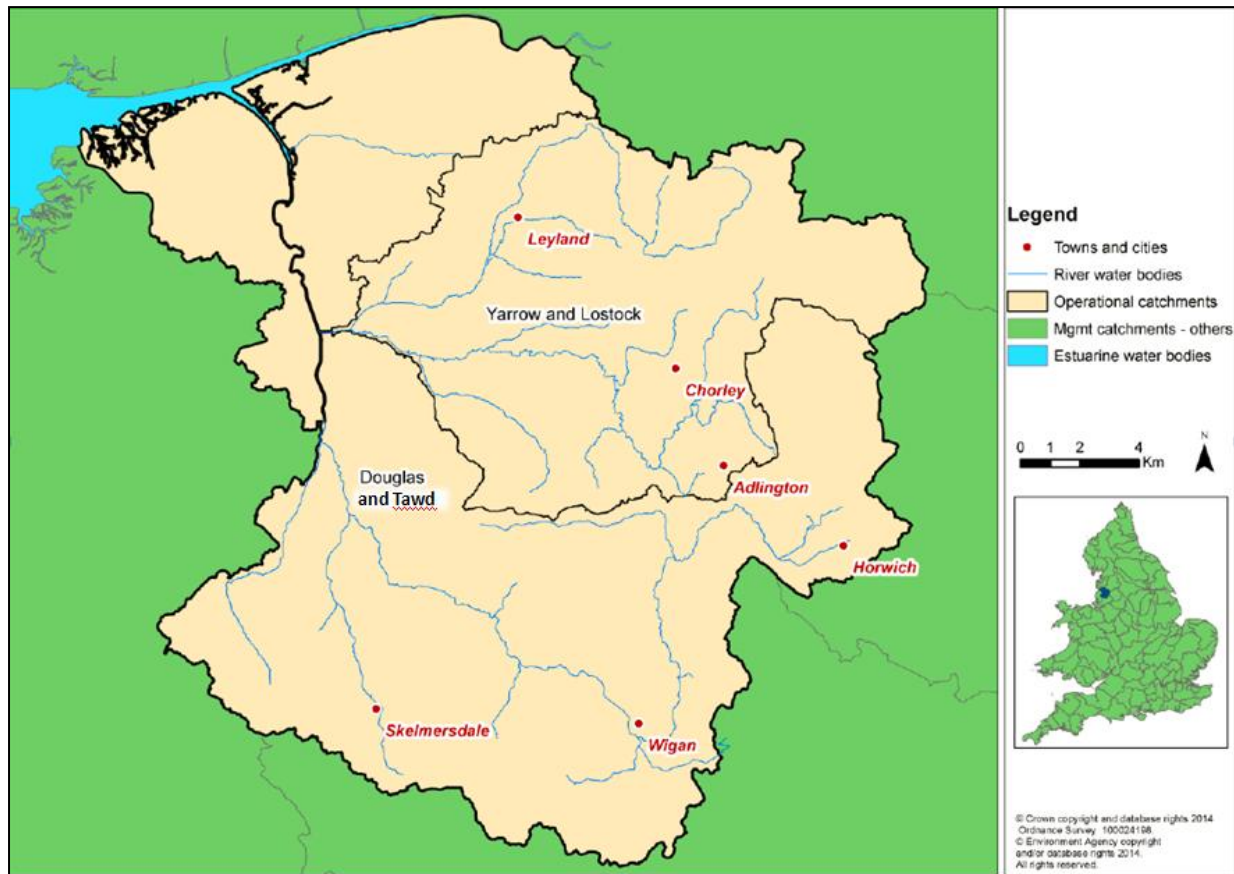 Leyland
Yarrow and Lostock
Chorley
Douglas
and Tawd
Adlington
Horwich
Skelmersdale
Wigan
Legend
Towns and cities
River water bodies
Operational catchments
Mgmt catchments - others
Estuarine water bodies
0 1 2 4
Km
N
© Crown copyright and database rights 2014
Ordnance Survey 100024198.
© Environment Agency copyright
and/or database rights 2014.
All rights reserved.